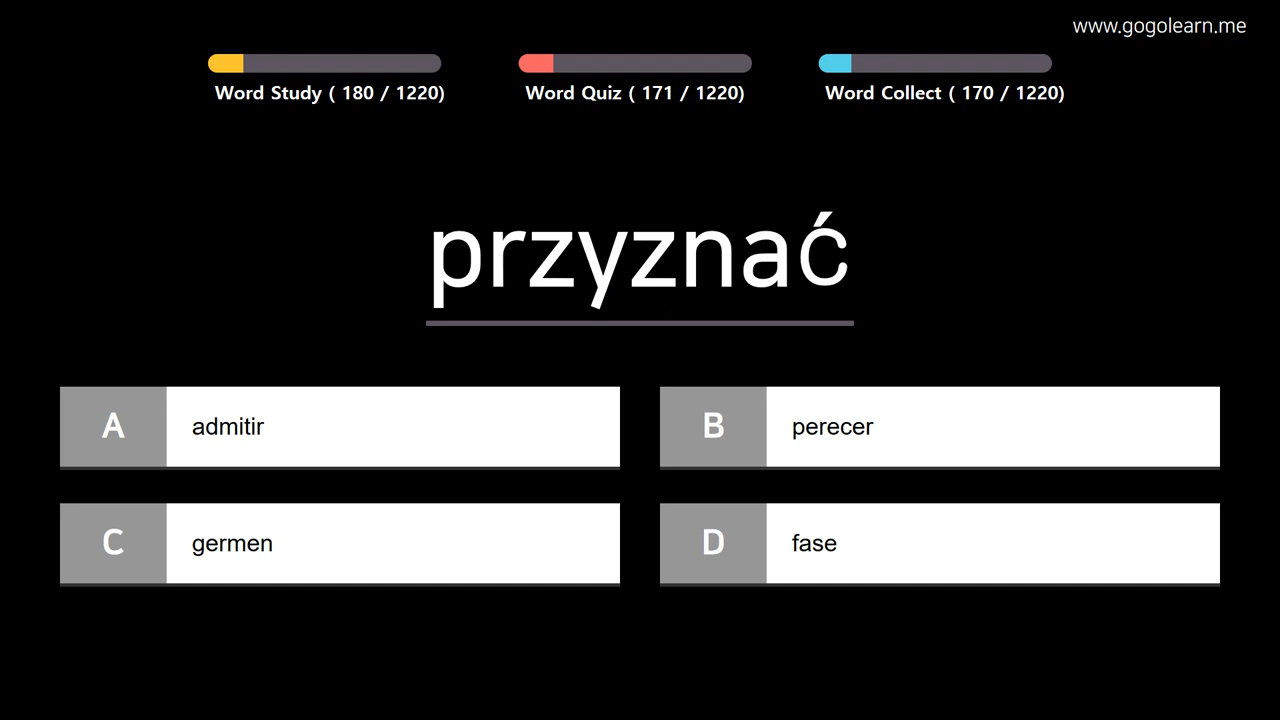 www.gogolearn.me
Word Study ( 180 / 1220)
Word Quiz ( 171 / 1220)
Word Collect ( 170 / 1220)
przyznać
A admitir
B perecer
C germen
D fase